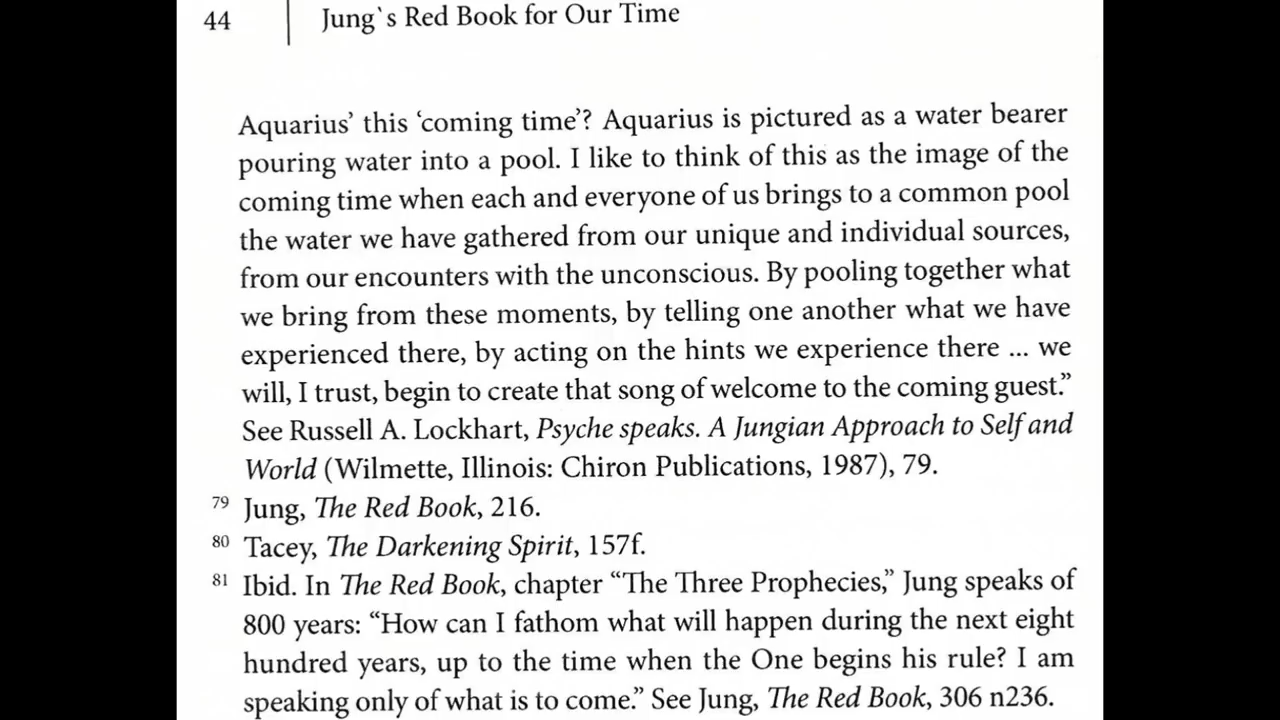 44 Jung`s Red Book for Our Time
Aquarius’ this ‘coming time’? Aquarius is pictured as a water bearer
pouring water into a pool. I like to think of this as the image of the
coming time when each and everyone of us brings to a common pool
the water we have gathered from our unique and individual sources,
from our encounters with the unconscious. By pooling together what
we bring from these moments, by telling one another what we have
experienced there, by acting on the hints we experience there ... we
will, I trust, begin to create that song of welcome to the coming guest.”
See Russell A. Lockhart, Psyche speaks. A Jungian Approach to Self and
World (Wilmette, Illinois: Chiron Publications, 1987), 79.
79 Jung, The Red Book, 216.
80 Tacey, The Darkening Spirit, 157f.
81 Ibid. In The Red Book, chapter “The Three Prophecies,” Jung speaks of
800 years: “How can I fathom what will happen during the next eight
hundred years, up to the time when the One begins his rule? I am
speaking only of what is to come.” See Jung, The Red Book, 306 n236.